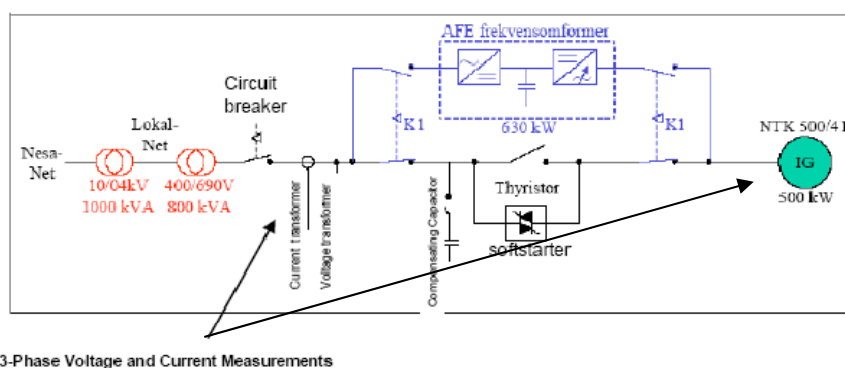 AFE frekvensomformer
Circuit
breaker
K1
630 kW
K1
NTK 500/41
Lokal-
Net
Nesa-
Net
10/04kV
400/690V
1000 kVA
800 kVA
IG
500 kW
Thyristor
softstarter
Current transformer
Voltage transformer
Compensating Capacitor
3-Phase Voltage and Current Measurements